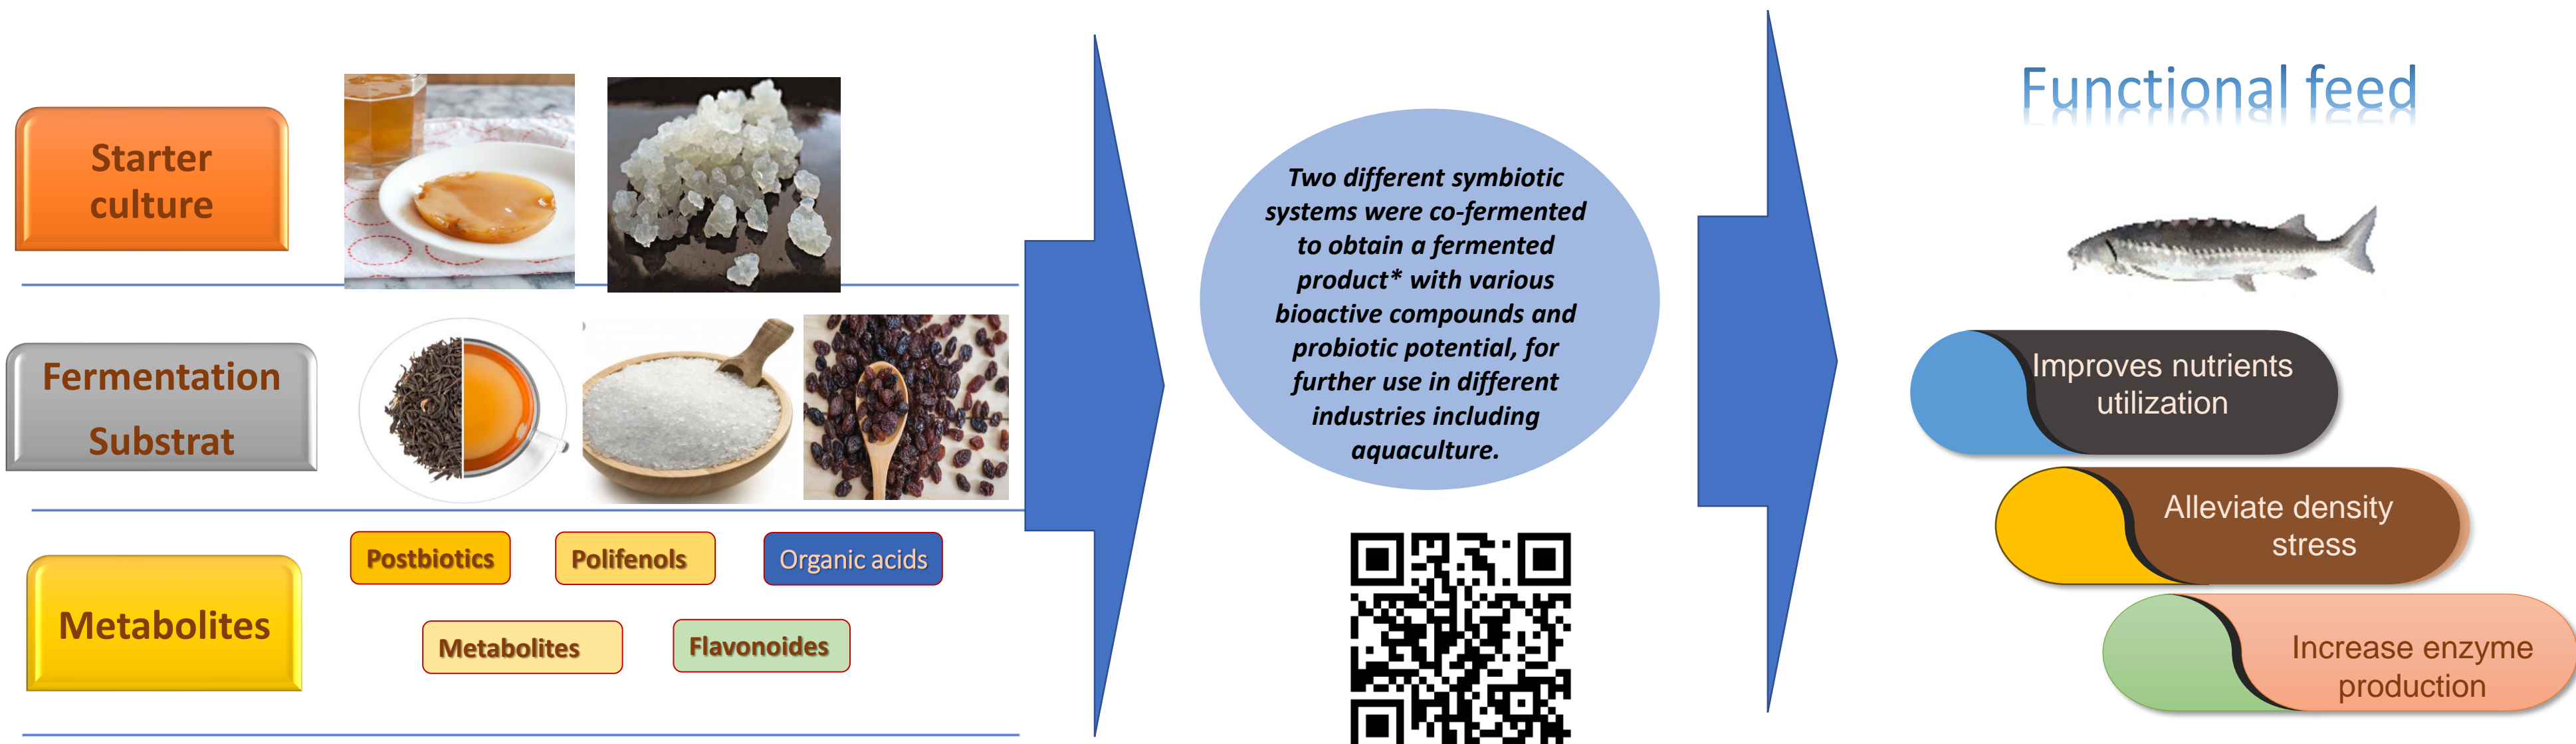 Starter
culture
Fermentation
Substrat
Metabolites
Postbiotics
Polifenols
Organic acids
Metabolites
Flavonoides
Two different symbiotic
systems were co-fermented
to obtain a fermented
product* with various
bioactive compounds and
probiotic potential, for
further use in different
industries including
aquaculture.
Functional feed
Improves nutrients
utilization
Alleviate density
stress
Increase enzyme
production